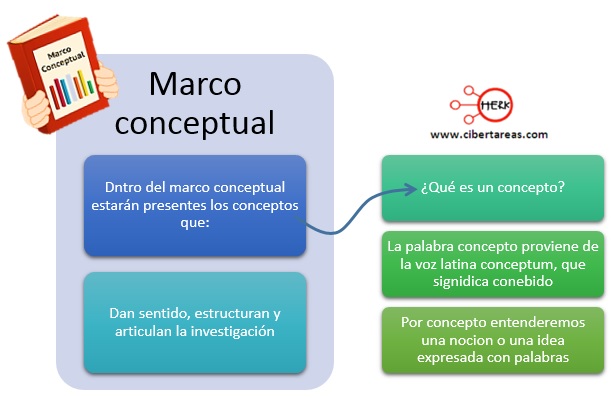 Marco
Conceptual
Marco
conceptual
Dntro del marco conceptual
estarán presentes los conceptos
que:
Dan sentido, estructuran y
articulan la investigación
HERK
www.cibertareas.com
¿Qué es un concepto?
La palabra concepto proviene de
la voz latina conceptum, que
signidica conebido
Por concepto entenderemos
una nocion o una idea
expresada con palabras